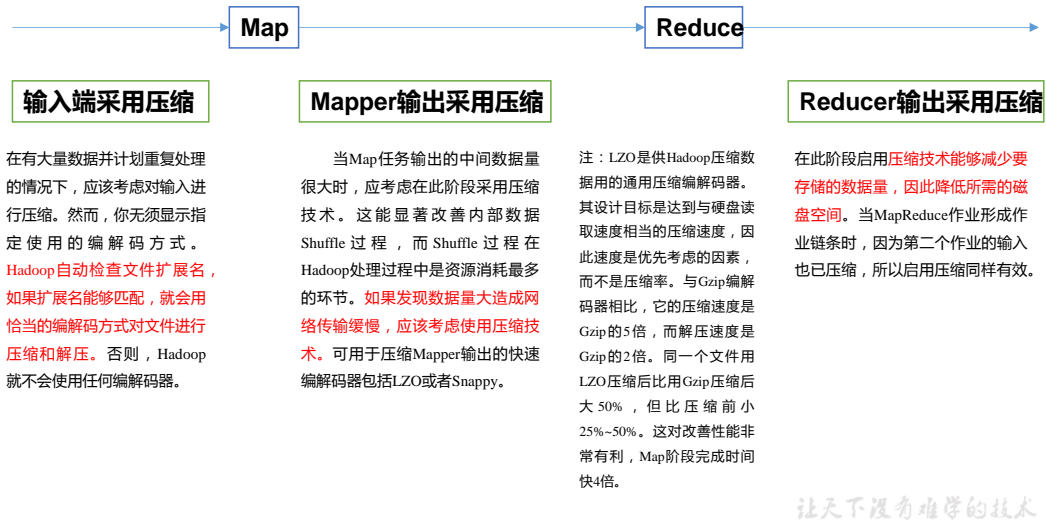 Map
Reduce
输入端采用压缩
Mapper输出采用压缩
Reducer输出采用压缩
在有大量数据并计划重复处理
的情况下，应该考虑对输入进
行压缩。然而，你无须显示指
定使用的编解码方式。
Hadoop自动检查文件扩展名，
如果扩展名能够匹配，就会用
恰当的编解码方式对文件进行
压缩和解压。否则，Hadoop
就不会使用任何编解码器。
当Map任务输出的中间数据量
很大时，应考虑在此阶段采用压缩
技术。这能显著改善内部数据
Shuffle过程，而Shuffle过程在
Hadoop处理过程中是资源消耗最多
的环节。如果发现数据量大造成网
络传输缓慢，应该考虑使用压缩技
术。可用于压缩Mapper输出的快速
编解码器包括LZO或者Snappy。
注：LZO是供Hadoop压缩数
据用的通用压缩编解码器。
其设计目标是达到与硬盘读
取速度相当的压缩速度，因
此速度是优先考虑的因素，
而不是压缩率。与Gzip编解
码器相比，它的压缩速度是
Gzip的5倍，而解压速度是
Gzip的2倍。同一个文件用
LZO压缩后比用Gzip压缩后
大50%，但比压缩前小
25%~50%。这对改善性能非
常有利，Map阶段完成时间
快4倍。
在此阶段启用压缩技术能够减少要
存储的数据量，因此降低所需的磁
盘空间。当MapReduce作业形成作
业链条时，因为第二个作业的输入
也已压缩，所以启用压缩同样有效。
让天下没有难学的技术